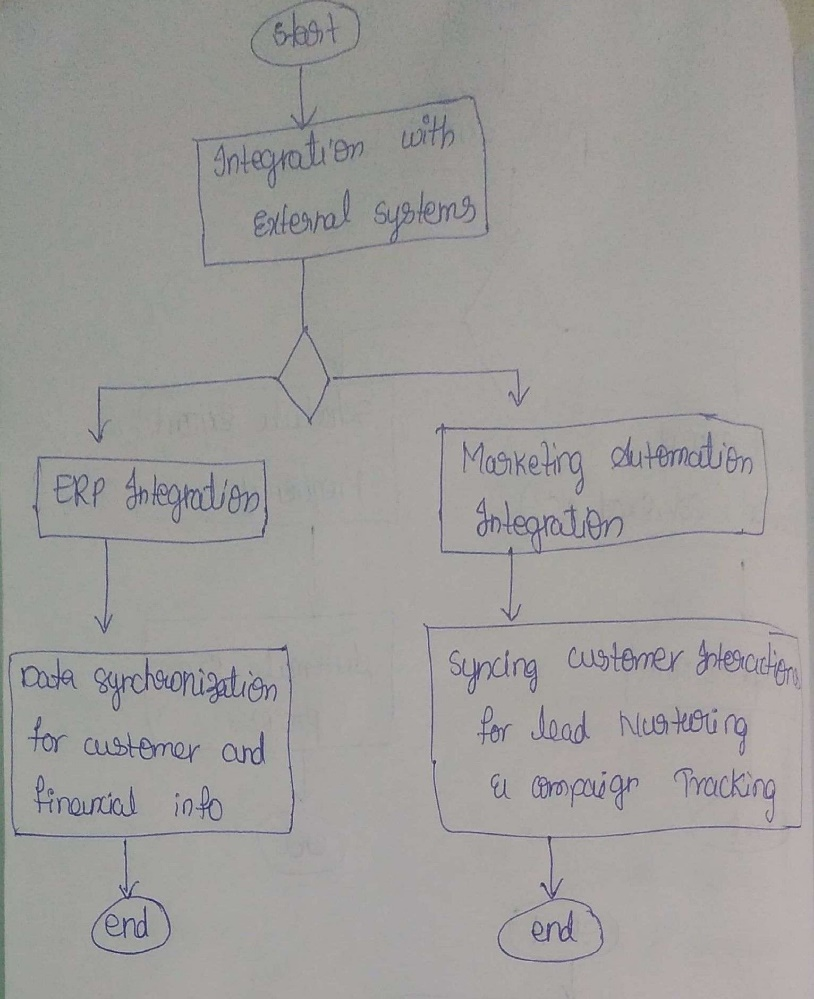 Start
Integration with
External systems
ERP Integration
Marketing Automation
Integration
Data synchronization
for customer and
financial info
Syncing customer Interactions
for lead Nurturing
& campaign Tracking
end
end